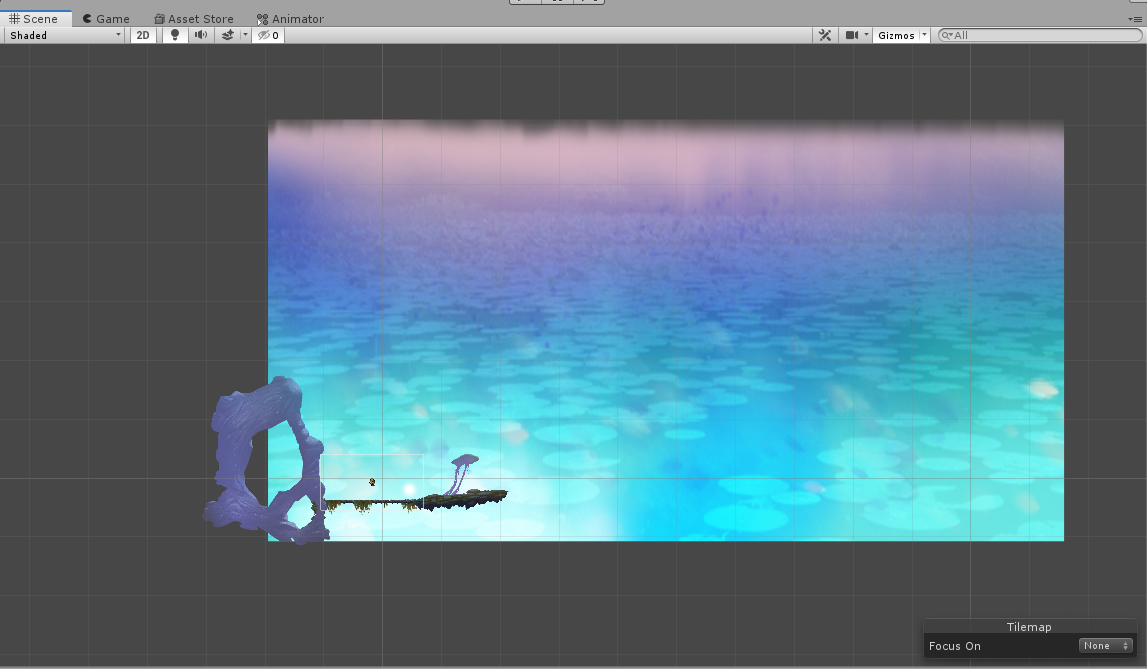 Scene Game Asset Store Animator
Shaded 2D 0 Gizmos All
Tilemap
Focus On None